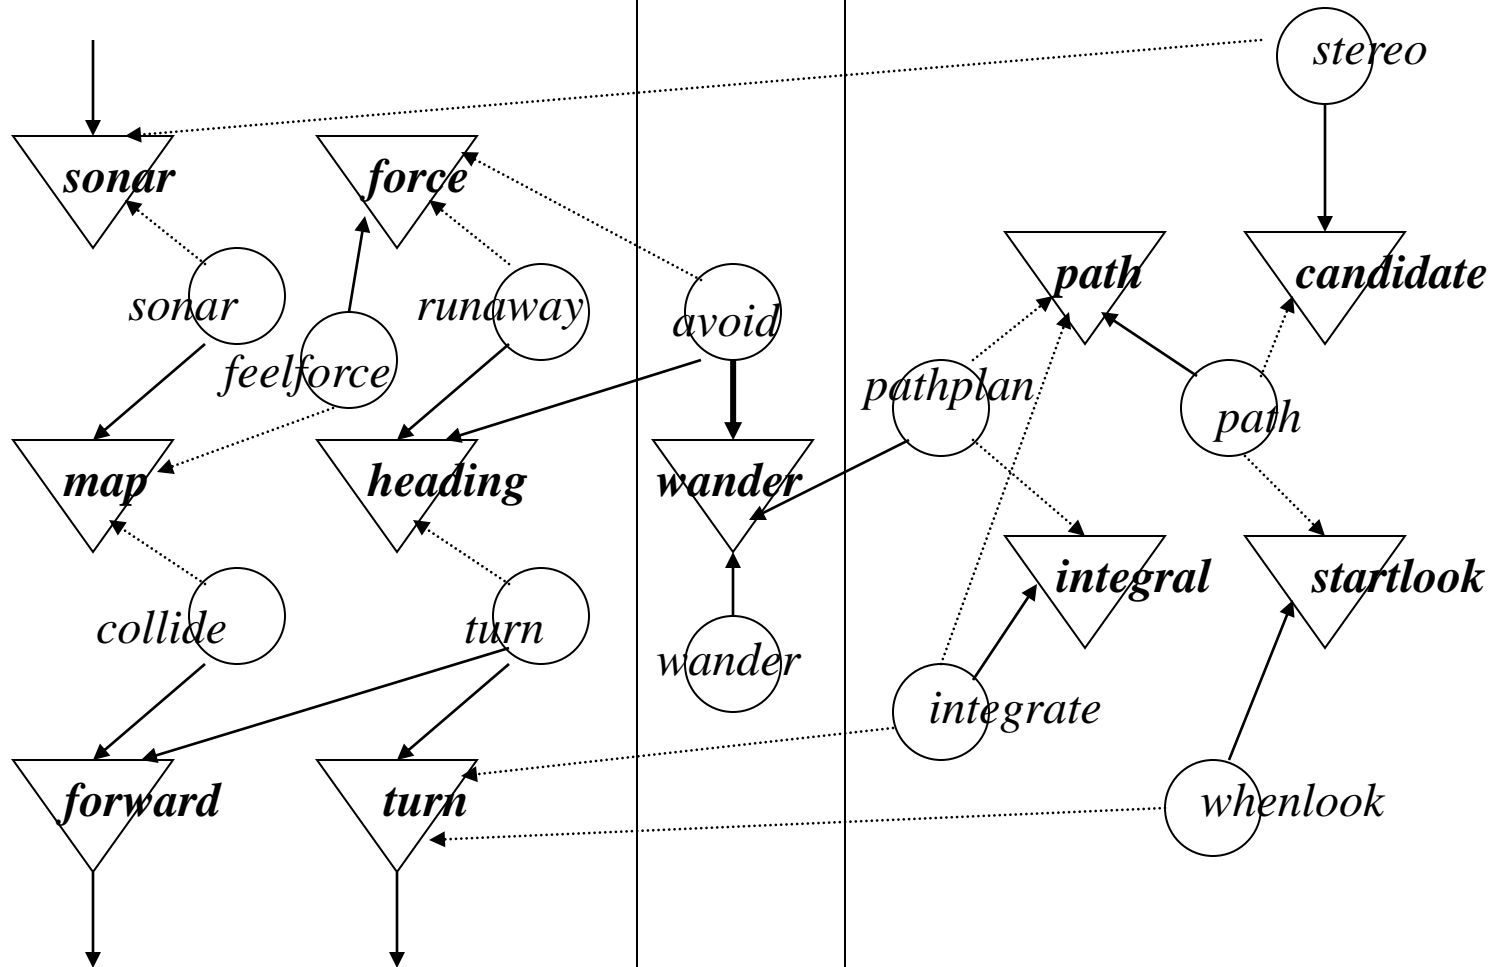 stereo
sonar
force
path
candidate
sonar
runaway
avoid
feelforce
pathplan
path
map
heading
wander
integral
startlook
collide
turn
wander
integrate
forward
turn
whenlook